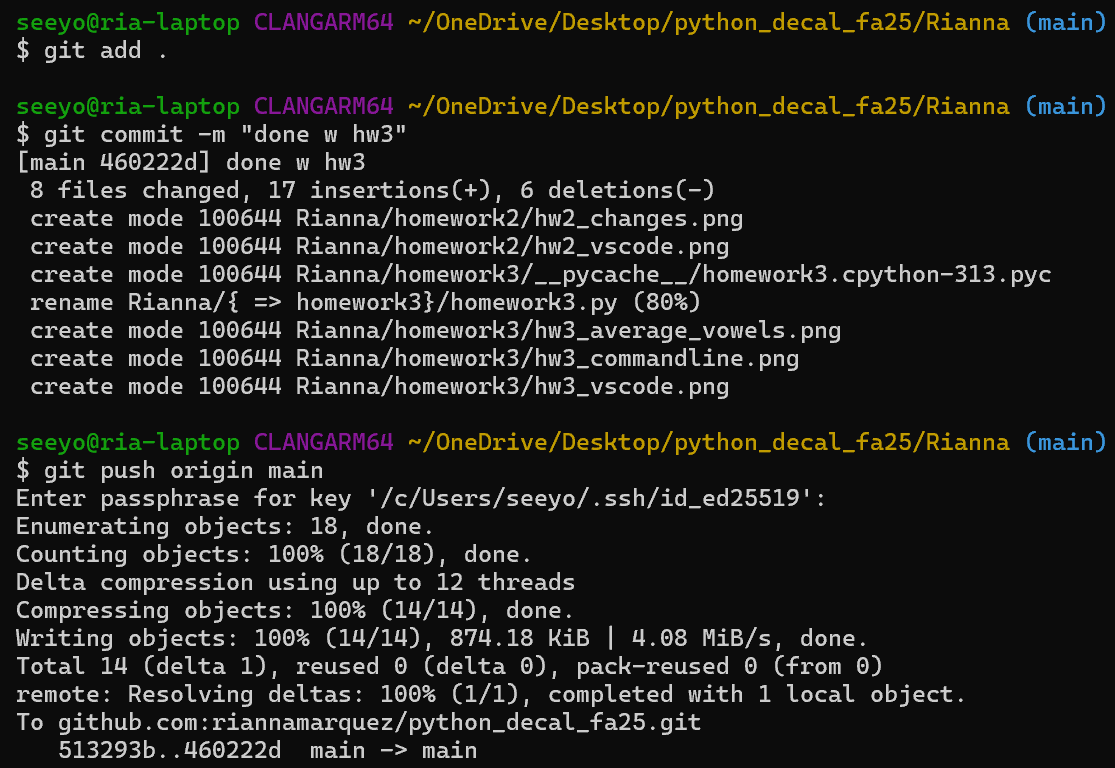 seeyo@ria-laptop CLANGARM64 ~/OneDrive/Desktop/python_decal_fa25/Rianna (main)
$ git add .
seeyo@ria-laptop CLANGARM64 ~/OneDrive/Desktop/python_decal_fa25/Rianna (main)
$ git commit -m "done w hw3"
[main 460222d] done w hw3
 8 files changed, 17 insertions(+), 6 deletions(-)
 create mode 100644 Rianna/homework2/hw2_changes.png
 create mode 100644 Rianna/homework2/hw2_vscode.png
 create mode 100644 Rianna/homework3/__pycache__/homework3.cpython-313.pyc
 rename Rianna/{ => homework3}/homework3.py (80%)
 create mode 100644 Rianna/homework3/hw3_average_vowels.png
 create mode 100644 Rianna/homework3/hw3_commandline.png
 create mode 100644 Rianna/homework3/hw3_vscode.png
seeyo@ria-laptop CLANGARM64 ~/OneDrive/Desktop/python_decal_fa25/Rianna (main)
$ git push origin main
Enter passphrase for key '/c/Users/seeyo/.ssh/id_ed25519':
Enumerating objects: 18, done.
Counting objects: 100% (18/18), done.
Delta compression using up to 12 threads
Compressing objects: 100% (14/14), done.
Writing objects: 100% (14/14), 874.18 KiB | 4.08 MiB/s, done.
Total 14 (delta 1), reused 0 (delta 0), pack-reused 0 (from 0)
remote: Resolving deltas: 100% (1/1), completed with 1 local object.
To github.com:riannamarquez/python_decal_fa25.git
   513293b..460222d  main -> main